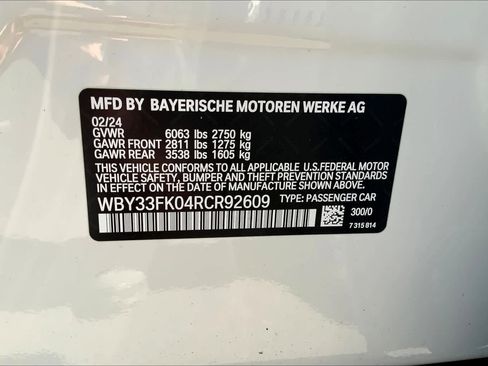 MFD BY BAYERISCHE MOTOREN WERKE AG
02/24
GVWR 6063 lbs 2750 kg
GAWR FRONT 2811 lbs 1275 kg
GAWR REAR 3538 lbs 1605 kg
THIS VEHICLE CONFORMS TO ALL APPLICABLE U.S.FEDERAL MOTOR
VEHICLE SAFETY, BUMPER AND THEFT PREVENTION STANDARDS
IN EFFECT ON THE DATE OF MANUFACTURE SHOWN ABOVE.
WBY33FK04RCR92609 TYPE: PASSENGER CAR
300/0
7 315 814